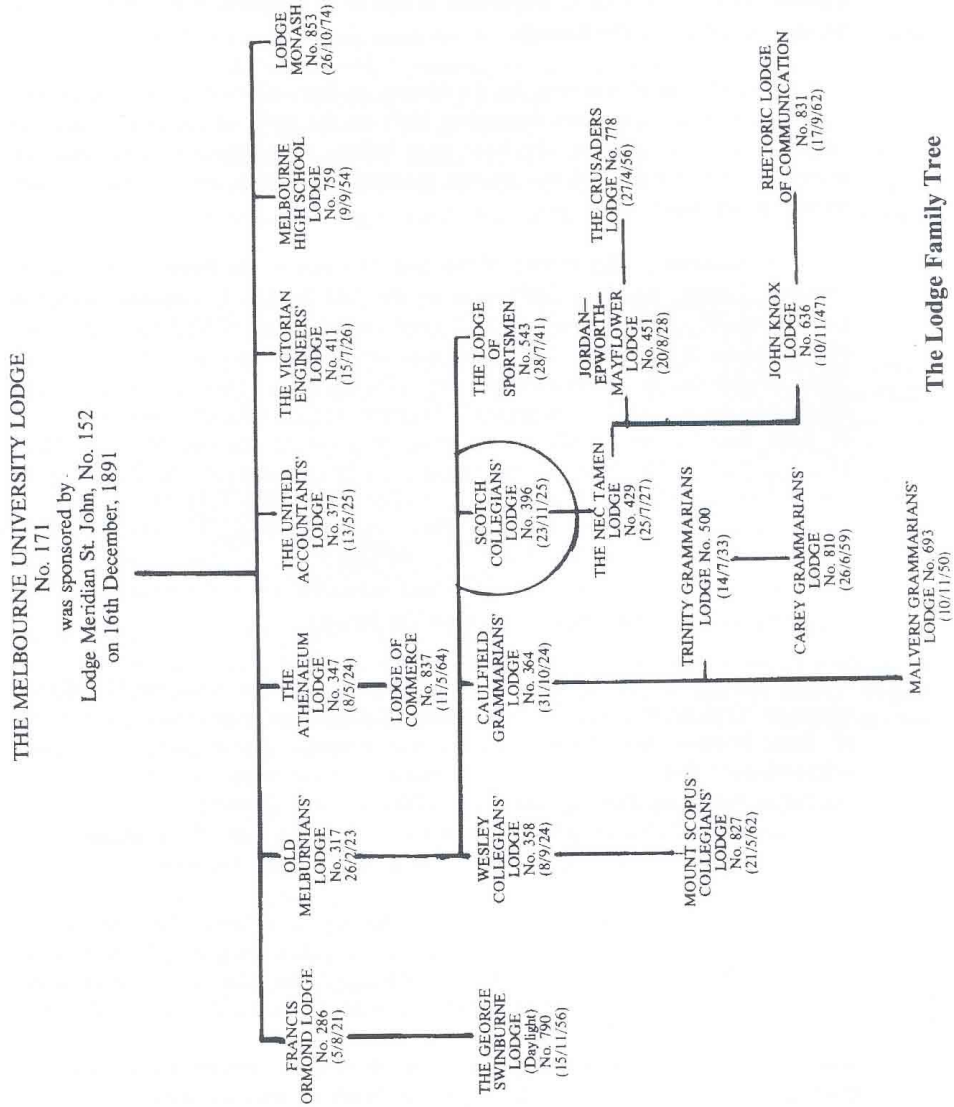 THE MELBOURNE UNIVERSITY LODGE
No. 171
was sponsored by
Lodge Meridian St. John, No. 152
on 16th December, 1891
FRANCIS
ORMOND LODGE
No. 286
(5/8/21)
OLD
MELBURNIANS'
LODGE
No. 317
26/2/23
THE
ATHENAEUM
LODGE
No. 347
(8/5/24)
THE UNITED
ACCOUNTANTS'
LODGE
No. 377
(13/5/25)
THE VICTORIAN
ENGINEERS'
LODGE
No. 411
(15/7/26)
MELBOURNE
HIGH SCHOOL
LODGE
No. 759
(9/9/54)
LODGE
MONASH
No. 853
(26/10/74)
LODGE OF
COMMERCE
No. 837
(11/5/64)
THE GEORGE
SWINBURNE
LODGE
(Daylight)
No. 790
(15/11/56)
WESLEY
COLLEGIANS'
LODGE
No. 358
(8/9/24)
CAULFIELD
GRAMMARIANS'
LODGE
No. 364
(31/10/24)
SCOTCH
COLLEGIANS'
LODGE
No. 396
(23/11/25)
THE LODGE
OF
SPORTSMEN
No. 543
(28/7/41)
THE NEC TAMEN
LODGE
No. 429
(25/7/27)
JORDAN—
EPWORTH—
MAYFLOWER
LODGE
No. 451
(20/8/28)
THE CRUSADERS
LODGE No. 778
(27/4/56)
MOUNT SCOPUS
COLLEGIANS'
LODGE
No. 827
(21/5/62)
TRINITY GRAMMARIANS
LODGE No. 500
(14/7/33)
CAREY GRAMMARIANS'
LODGE
No. 810
(26/6/59)
JOHN KNOX
LODGE
No. 636
(10/11/47)
RHETORIC LODGE
OF COMMUNICATION
No. 831
(17/9/62)
MALVERN GRAMMARIANS'
LODGE No. 693
(10/11/50)
The Lodge Family Tree